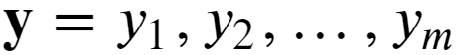 y = y₁, y₂, ..., yₘ